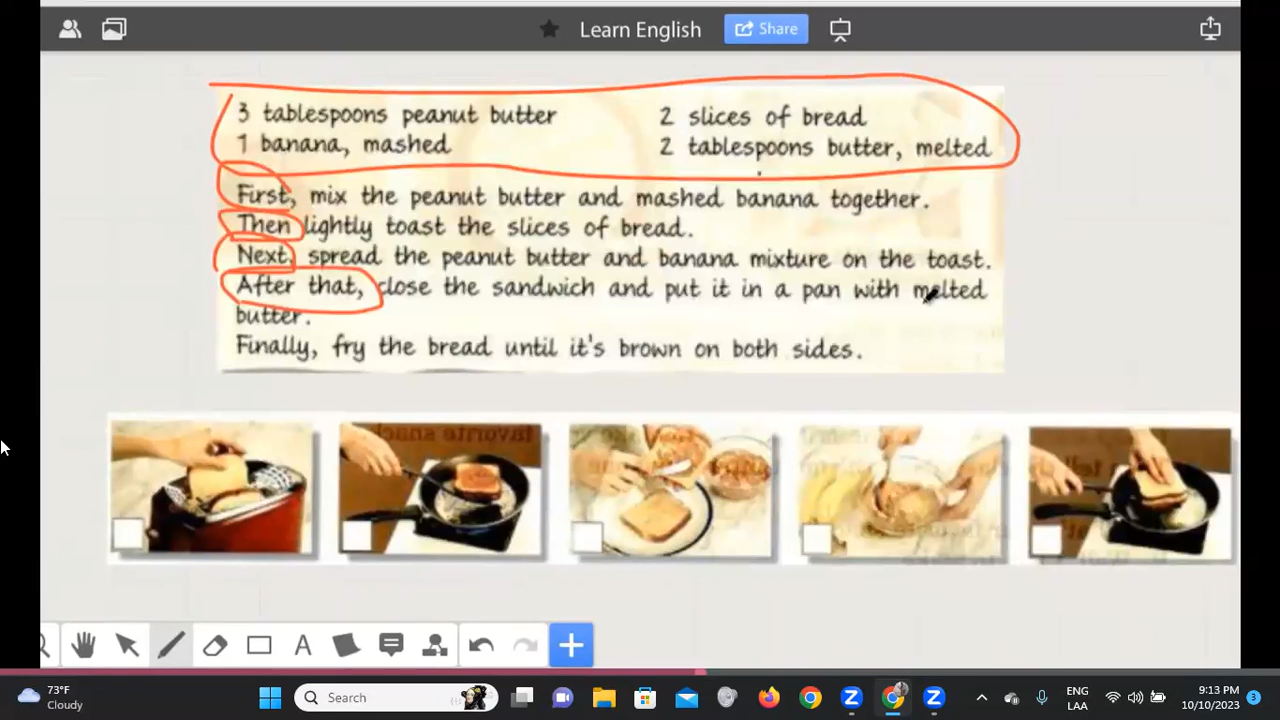 Learn English
Share
3 tablespoons peanut butter
2 slices of bread
1 banana, mashed
2 tablespoons butter, melted
First, mix the peanut butter and mashed banana together.
Then lightly toast the slices of bread.
Next, spread the peanut butter and banana mixture on the toast.
After that, close the sandwich and put it in a pan with melted
butter.
Finally, fry the bread until it's brown on both sides.
A
73°F
Cloudy
Search
ENG
LAA
9:13 PM
10/10/2023
3